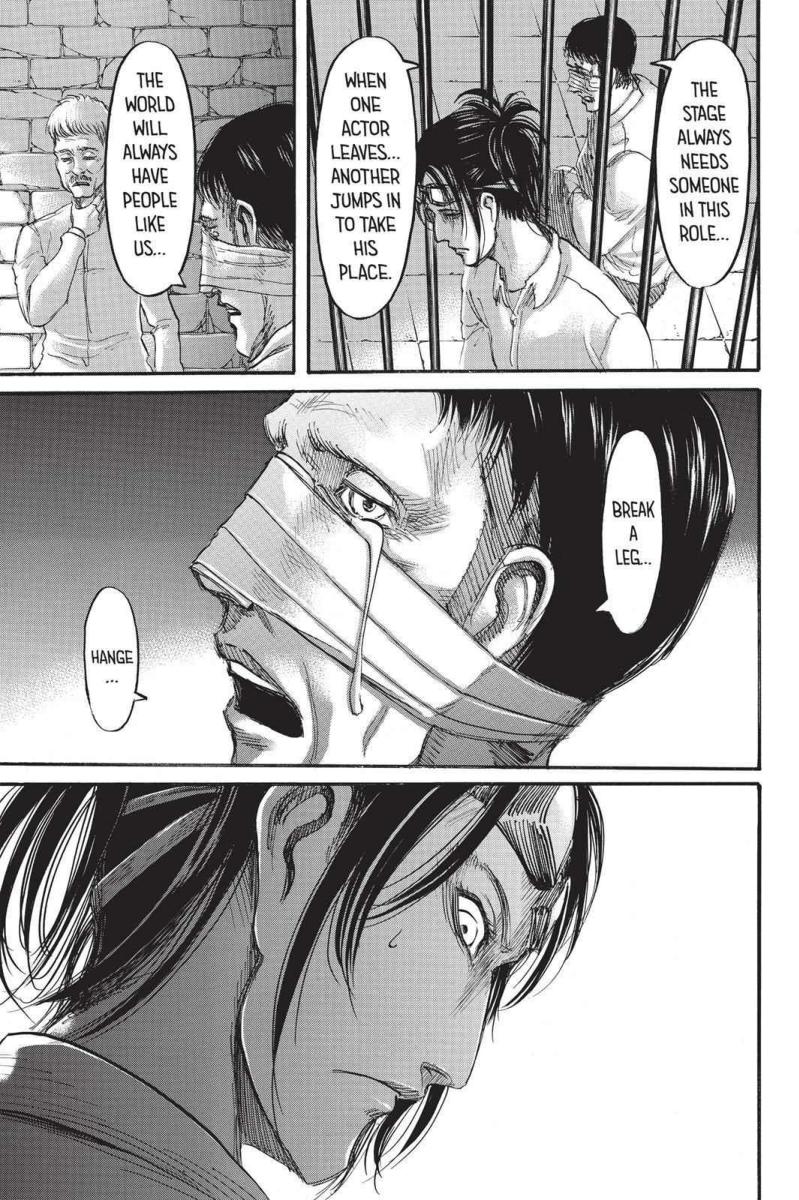 THE
STAGE
ALWAYS
NEEDS
SOMEONE
IN THIS
ROLE...
WHEN
ONE
ACTOR
LEAVES...
ANOTHER
JUMPS IN
TO TAKE
HIS
PLACE.
THE
WORLD
WILL
ALWAYS
HAVE
PEOPLE
LIKE
US...
BREAK
A
LEG...
HANGE
...